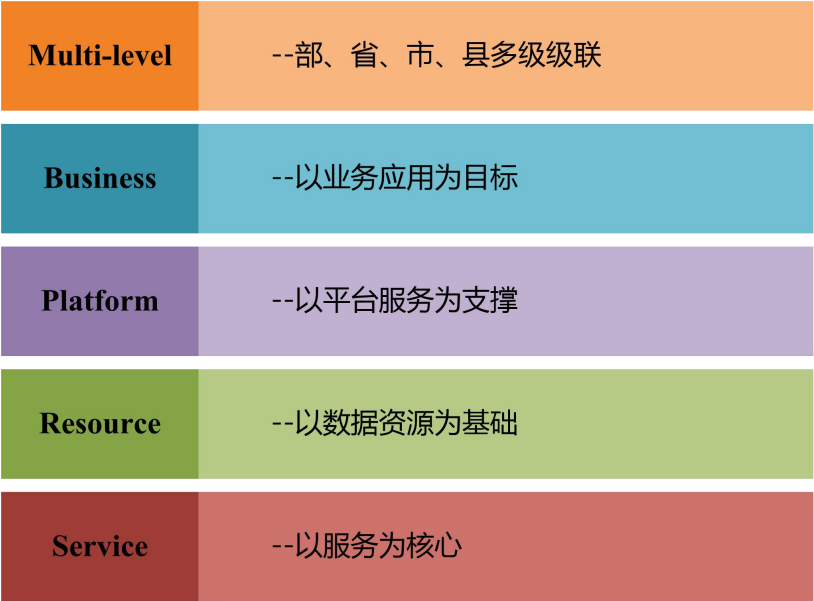 Multi-level --部、省、市、县多级级联
Business --以业务应用为目标
Platform --以平台服务为支撑
Resource --以数据资源为基础
Service --以服务为核心